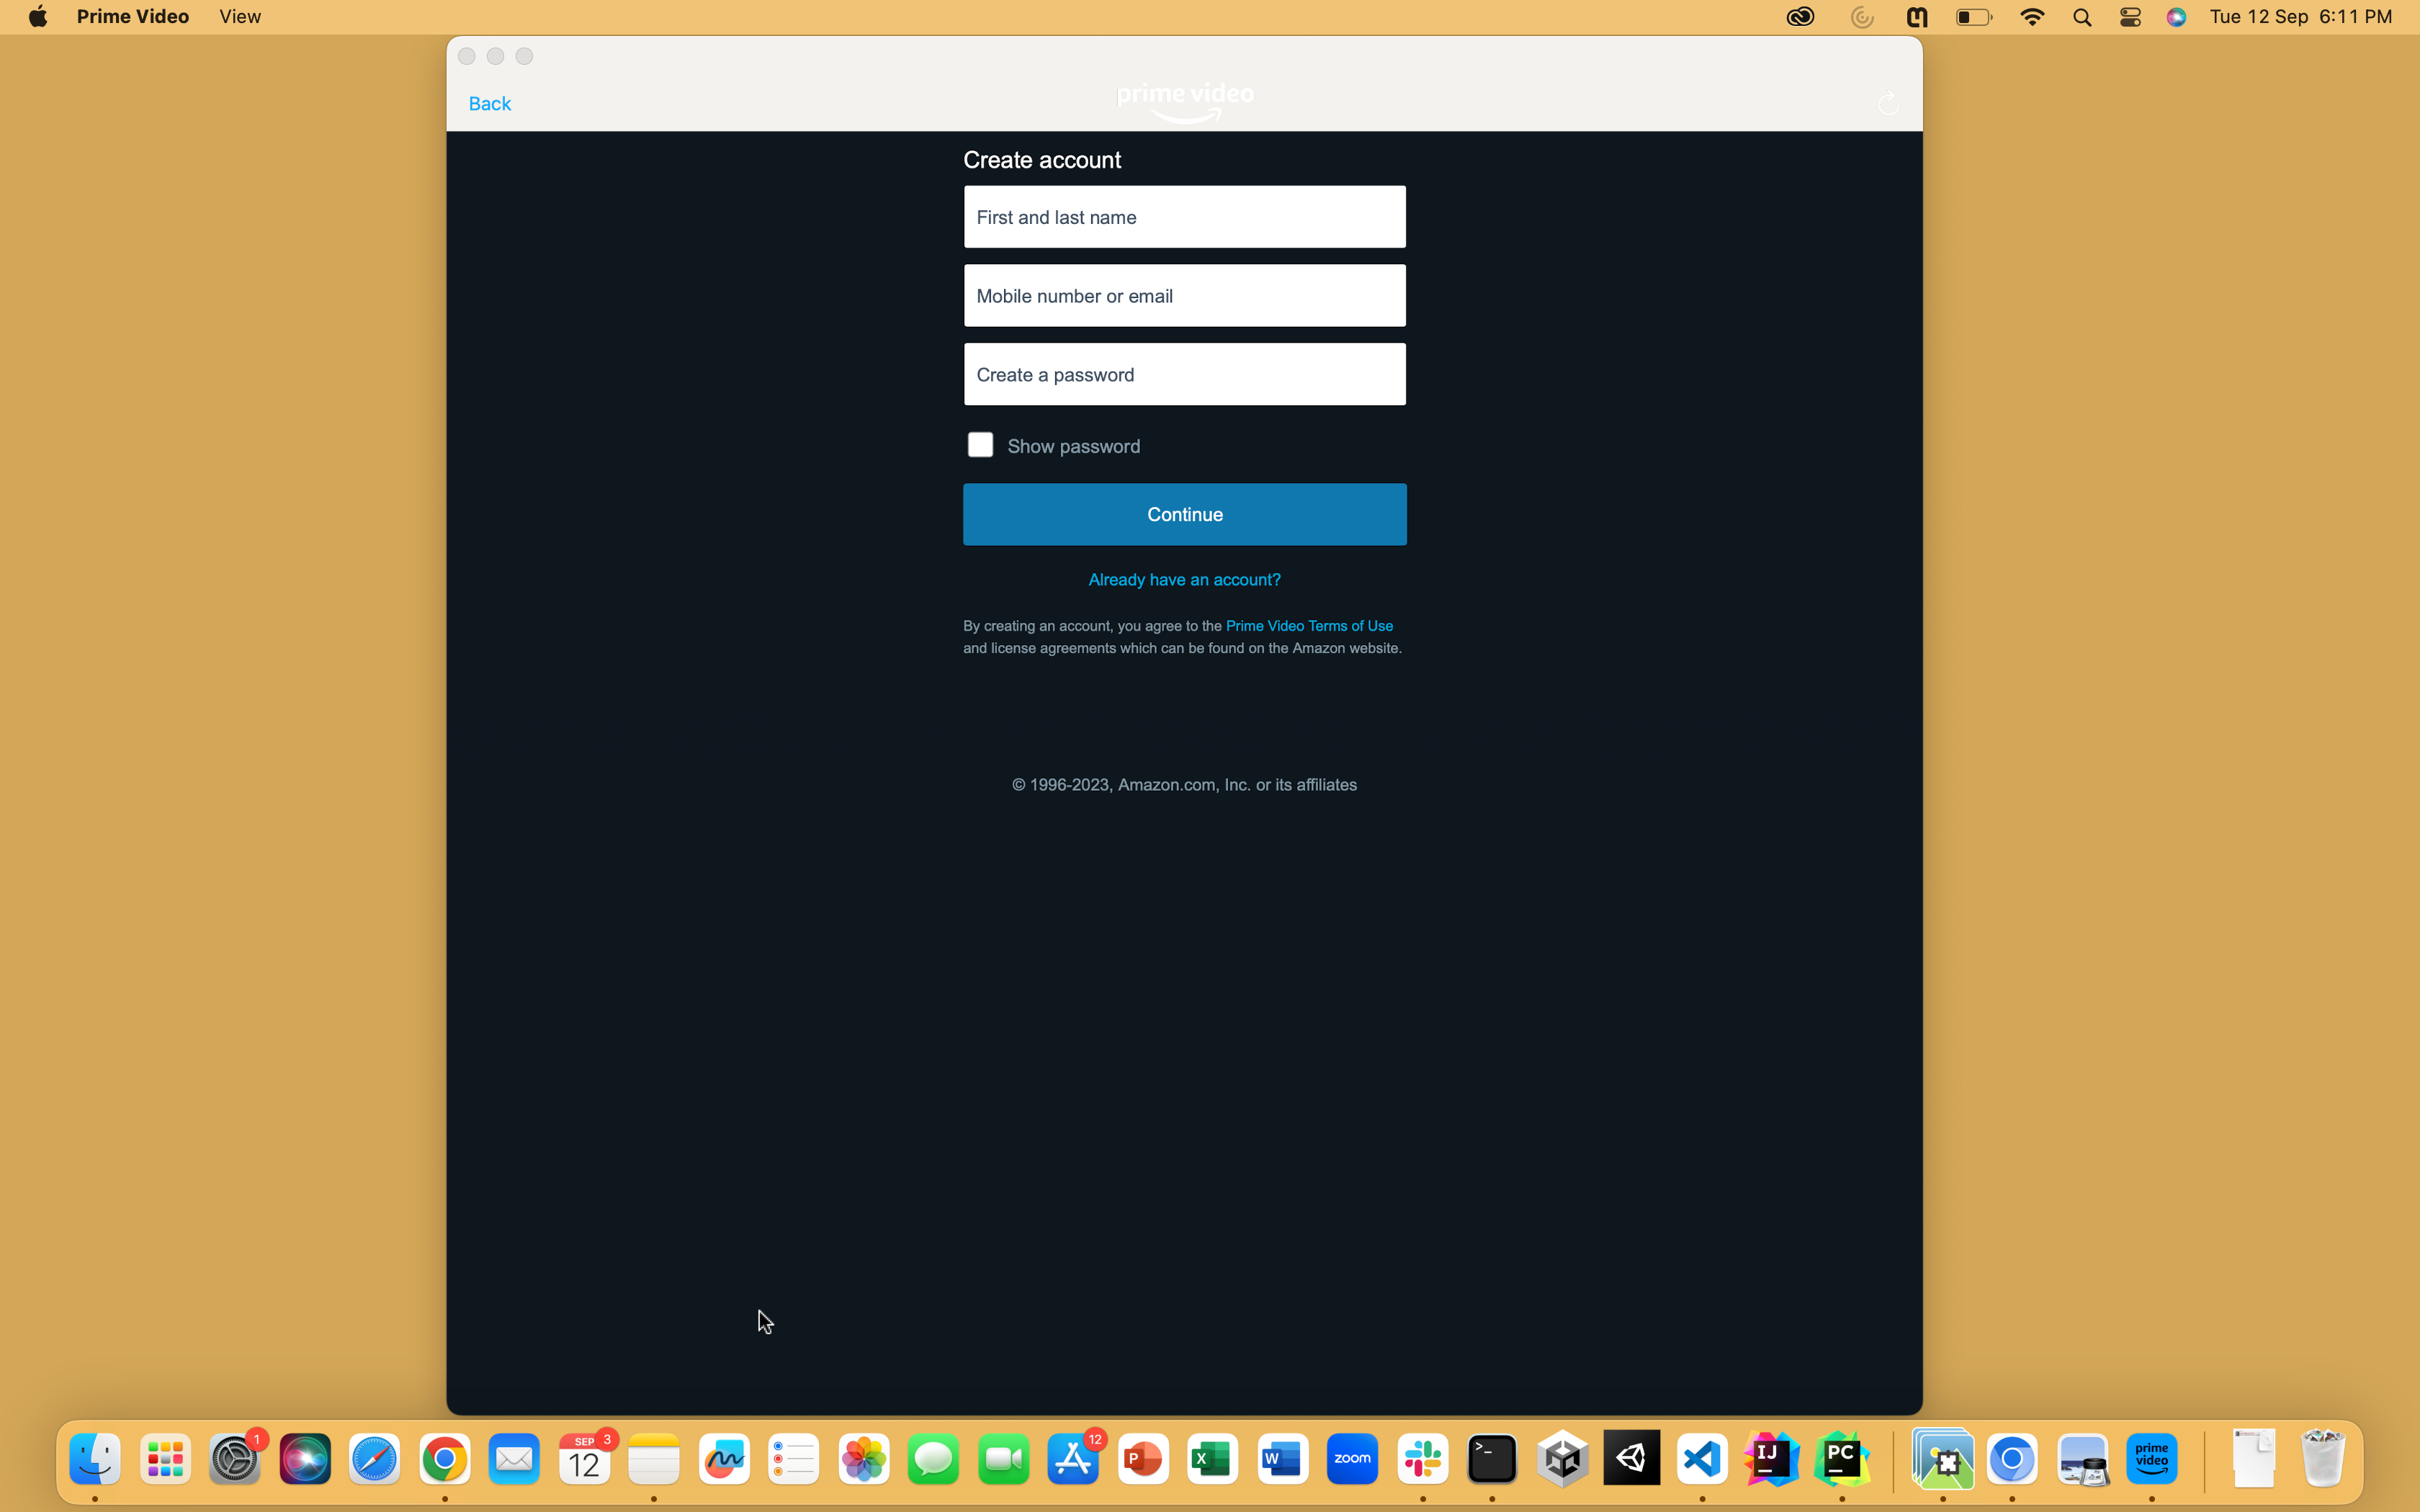 Prime Video View Tue 12 Sep 6:11 PM
Back
prime video
Create account
First and last name
Mobile number or email
Create a password
Show password
Continue
Already have an account?
By creating an account, you agree to the Prime Video Terms of Use
and license agreements which can be found on the Amazon website.
© 1996-2023, Amazon.com, Inc. or its affiliates
1
SEP 3
12
12
P
X
W
zoom
>_
IJ
PC
prime
video